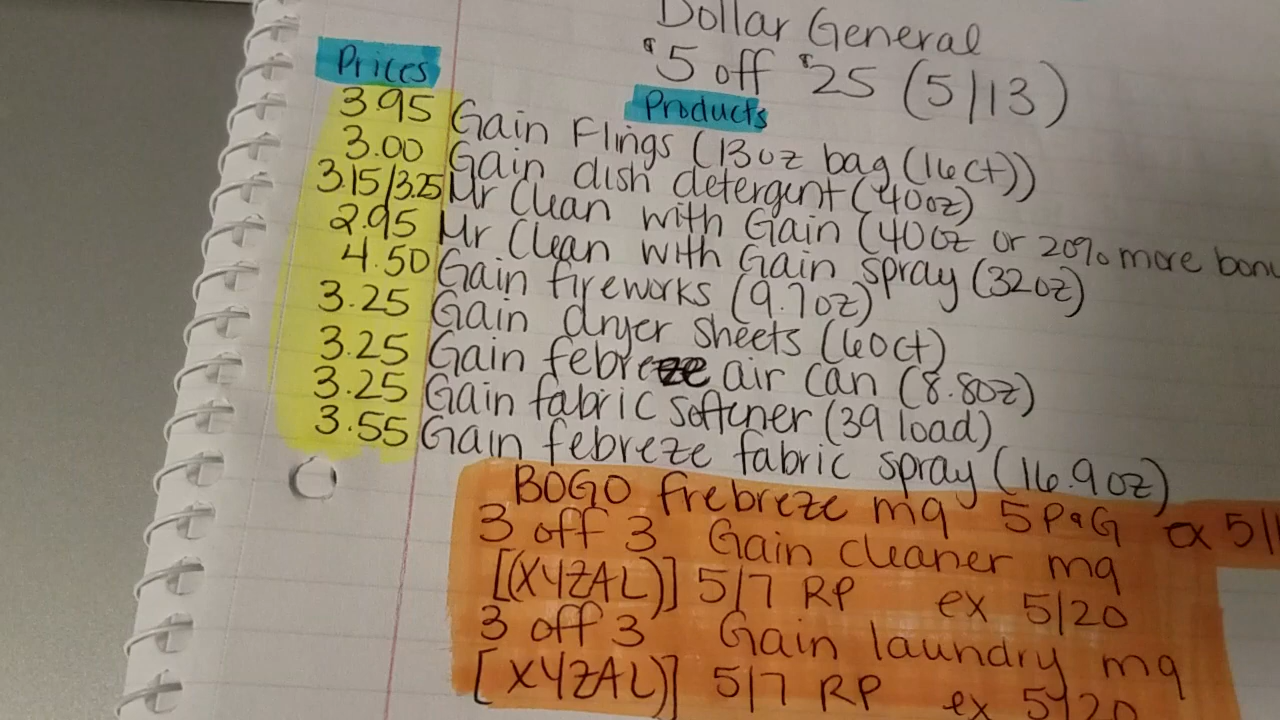 Dollar General
$5 off $25 (5/13)
Prices
Products
3.95 Gain Flings (13oz bag (16ct))
3.00 Gain dish detergent (40oz)
3.15/3.25 Mr Clean with Gain (40oz or 20% more
2.95 Mr Clean with Gain spray (32oz)
4.50 Gain fireworks (9.7oz)
3.25 Gain dryer sheets (60ct)
3.25 Gain febreze air can (8.8oz)
3.25 Gain fabric softner (39 load)
3.55 Gain febreze fabric spray (16.9oz)
BOGO frebreze mq 5P&G ex
3 off 3 Gain cleaner mq
[(XYZAL)] 5/7 RP ex 5/20
3 off 3 Gain laundry mq
[XYZAL)] 5/7 RP ex 5/20